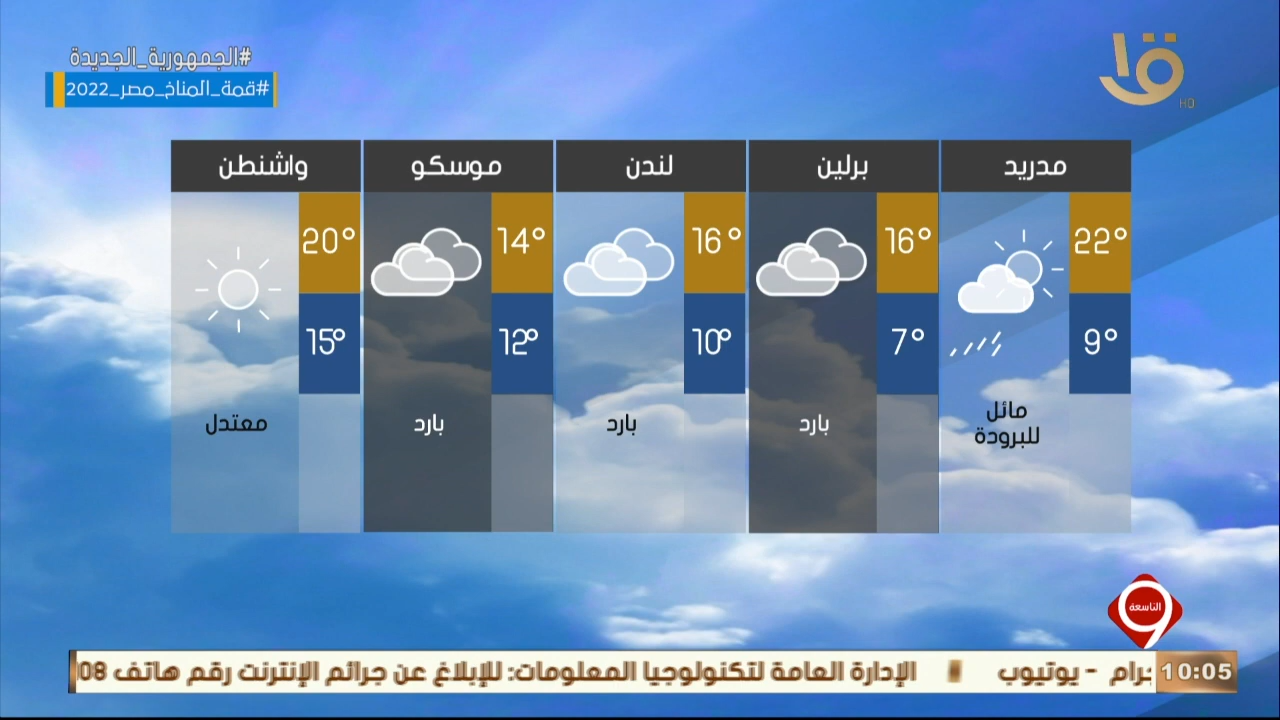 #الجمهورية_الجديدة
#قمة_المناخ_مصر_2022
HD
مدريد
22°
9°
مائل
للبرودة
برلين
16°
7°
بارد
لندن
16°
10°
بارد
موسكو
14°
12°
بارد
واشنطن
20°
15°
معتدل
التاسعة
9
10:05
جرام - يوتيوب
الإدارة العامة لتكنولوجيا المعلومات: للإبلاغ عن جرائم الإنترنت رقم هاتف 08